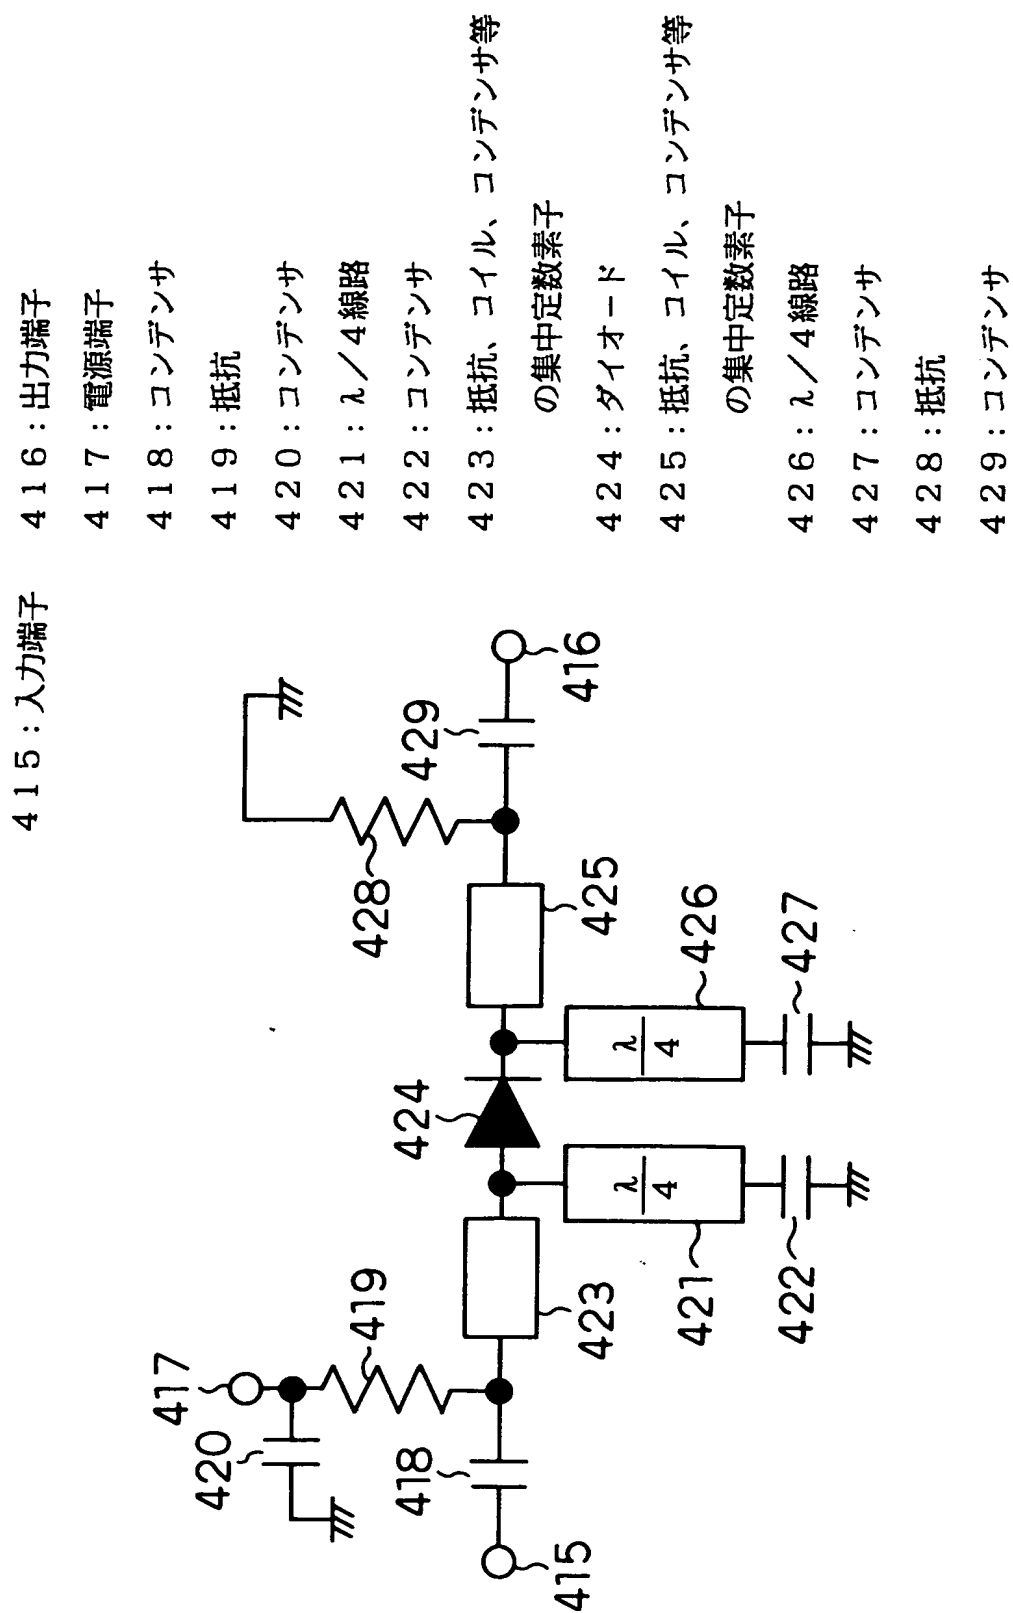 415:入力端子
416:出力端子
417:電源端子
418:コンデンサ
419:抵抗
420:コンデンサ
421:λ/4線路
422:コンデンサ
423:抵抗、コイル、コンデンサ等
の集中定数素子
424:ダイオード
425:抵抗、コイル、コンデンサ等
の集中定数素子
426:λ/4線路
427:コンデンサ
428:抵抗
429:コンデンサ
417
420
419
428
429
418
424
415
423
425
416
λ
4
λ
4
421
426
422
427